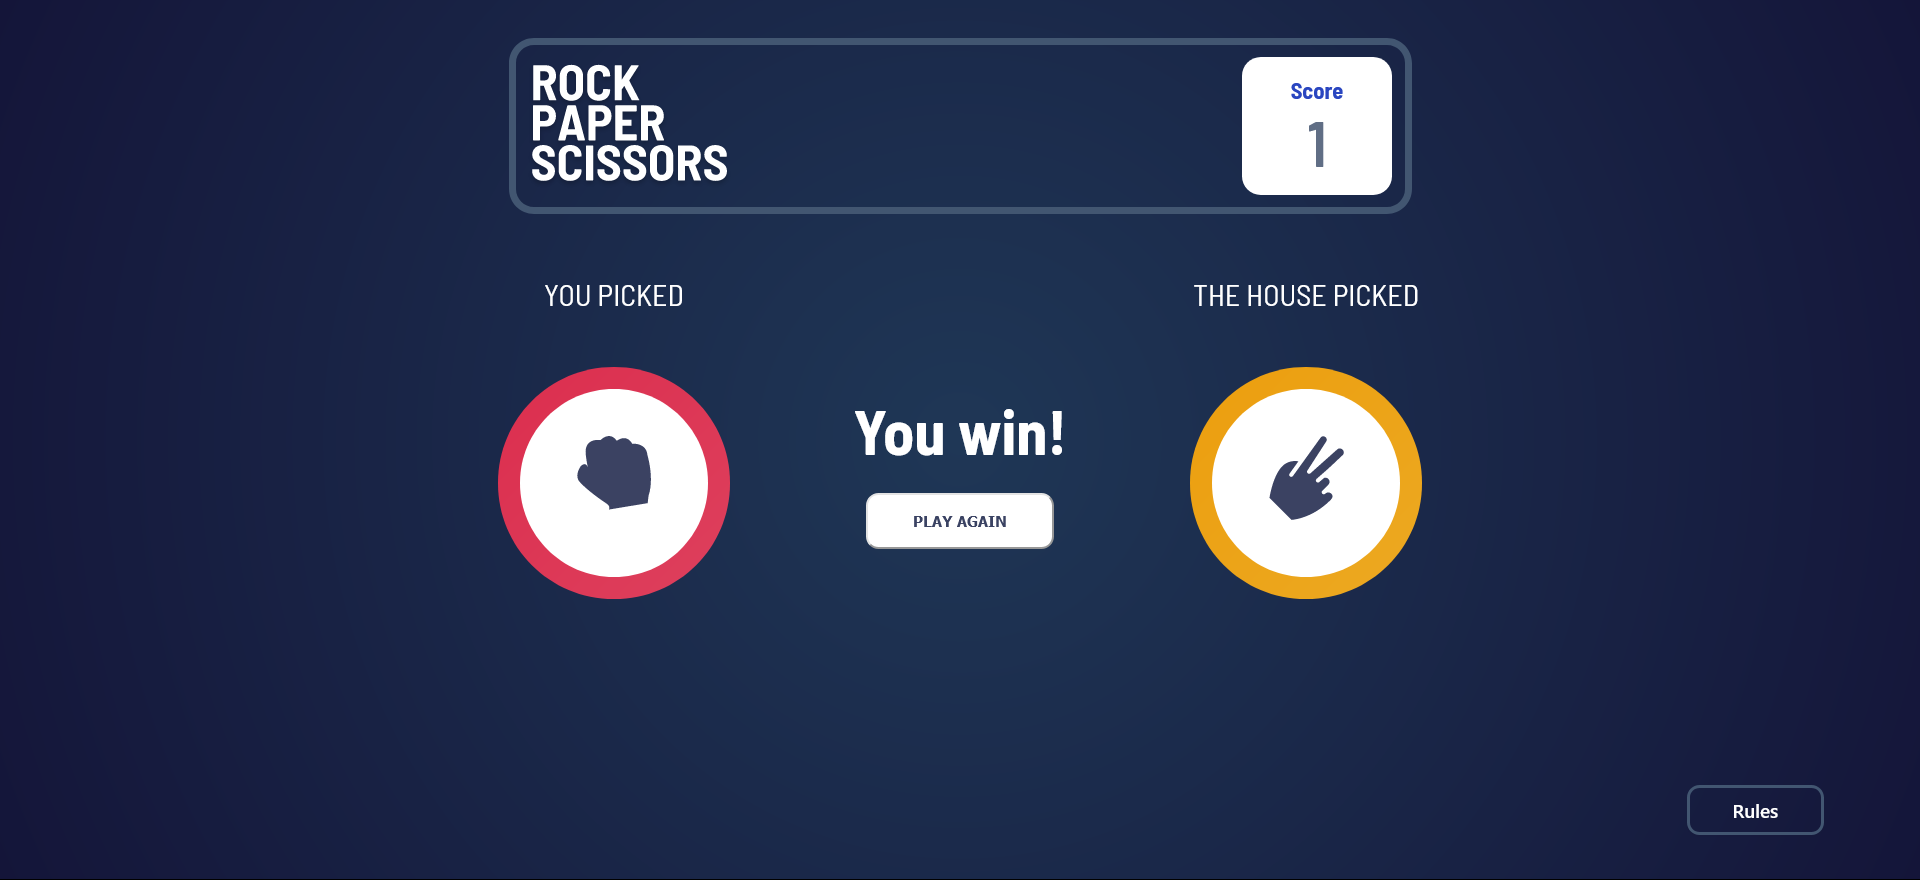 ROCK
PAPER
SCISSORS
Score
1
YOU PICKED
THE HOUSE PICKED
You win!
PLAY AGAIN
Rules